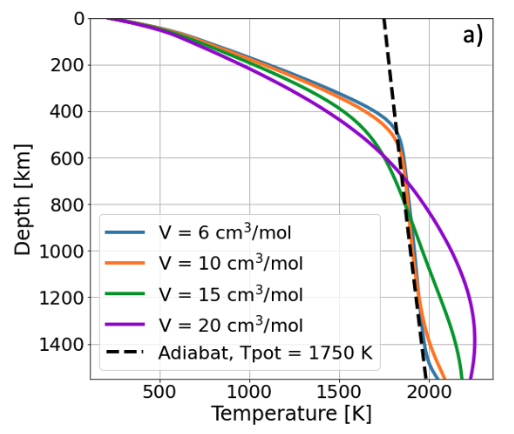 a)
0
200
400
600
800
1000
1200
1400
Depth [km]
V = 6 cm³/mol
V = 10 cm³/mol
V = 15 cm³/mol
V = 20 cm³/mol
Adiabat, Tpot = 1750 K
500 1000 1500 2000
Temperature [K]